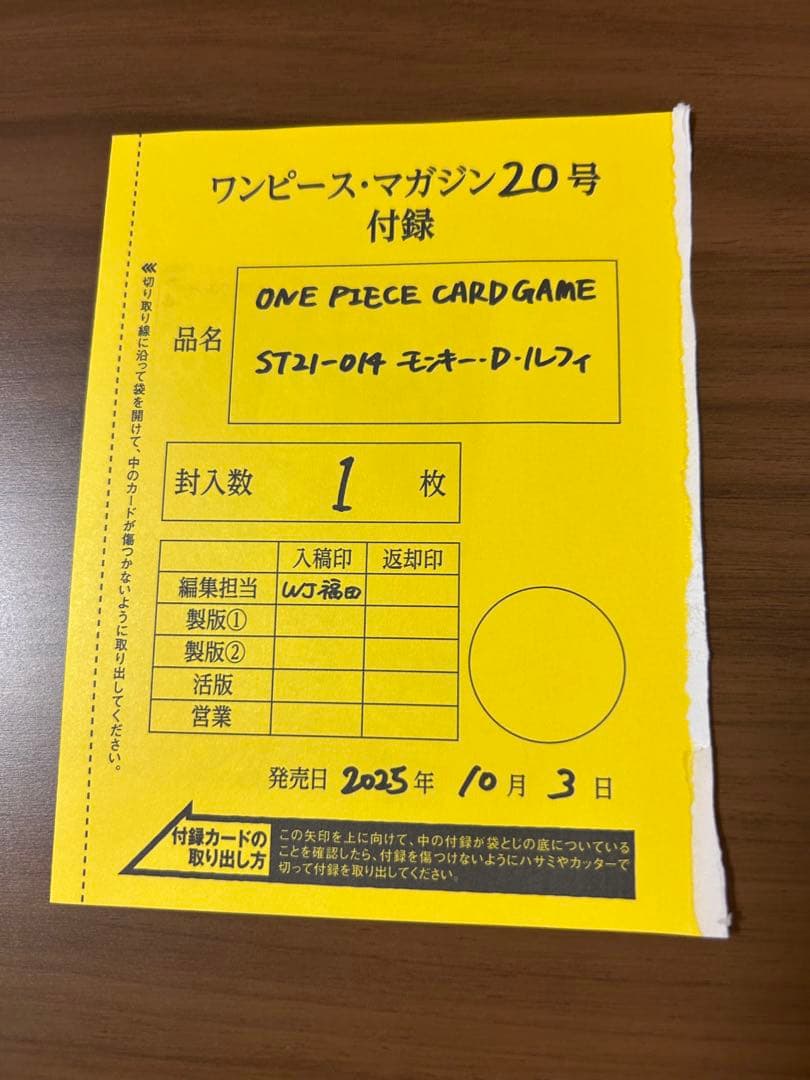 ワンピース・マガジン20号
付録
品名
ONE PIECE CARD GAME
ST21-014 モンキー・D・ルフィ
封入数 1 枚
入稿印 返却印
編集担当 WJ福田
製版①
製版②
活版
営業
発売日 2025年 10月 3日
付録カードの
取り出し方
この矢印を上に向けて、中の付録が袋とじの底についている
ことを確認したら、付録を傷つけないようにハサミやカッターで
切って付録を取り出してください。
切り取り線に沿って袋を開けて、中のカードが傷つかないように取り出してください。